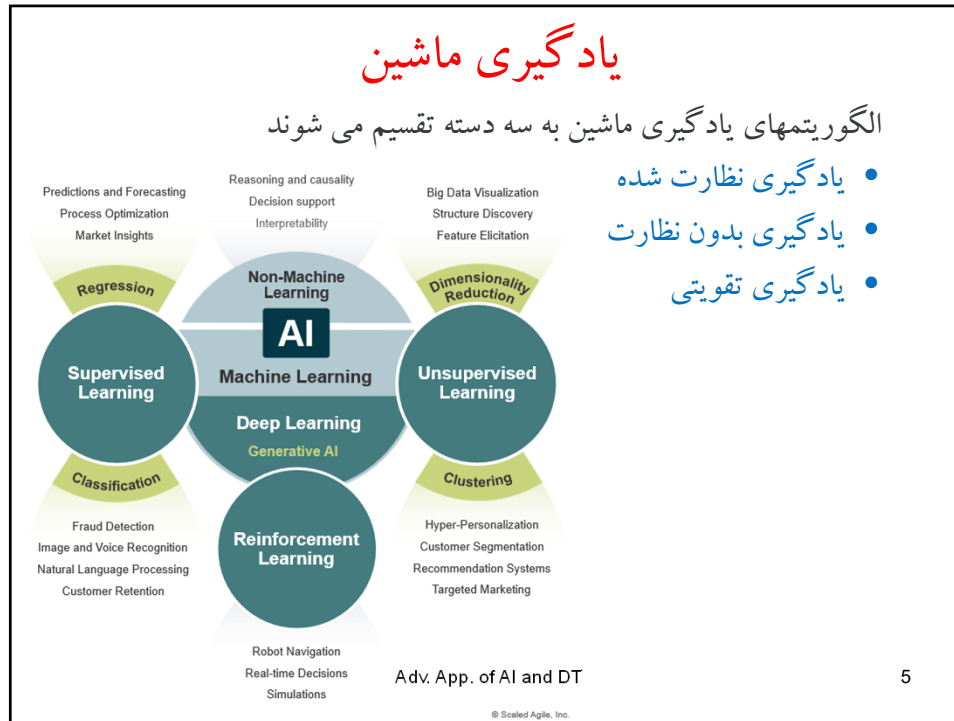 یادگیری ماشین
الگوریتمهای یادگیری ماشین به سه دسته تقسیم می شوند
• یادگیری نظارت شده
• یادگیری بدون نظارت
• یادگیری تقویتی
Predictions and Forecasting
Process Optimization
Market Insights
Reasoning and causality
Decision support
Interpretability
Big Data Visualization
Structure Discovery
Feature Elicitation
Regression
Non-Machine
Learning
Dimensionality
Reduction
AI
Supervised
Learning
Machine Learning
Unsupervised
Learning
Deep Learning
Generative AI
Classification
Clustering
Fraud Detection
Image and Voice Recognition
Natural Language Processing
Customer Retention
Reinforcement
Learning
Hyper-Personalization
Customer Segmentation
Recommendation Systems
Targeted Marketing
Robot Navigation
Real-time Decisions
Simulations
Adv. App. of AI and DT
5
© Scaled Agile, Inc.